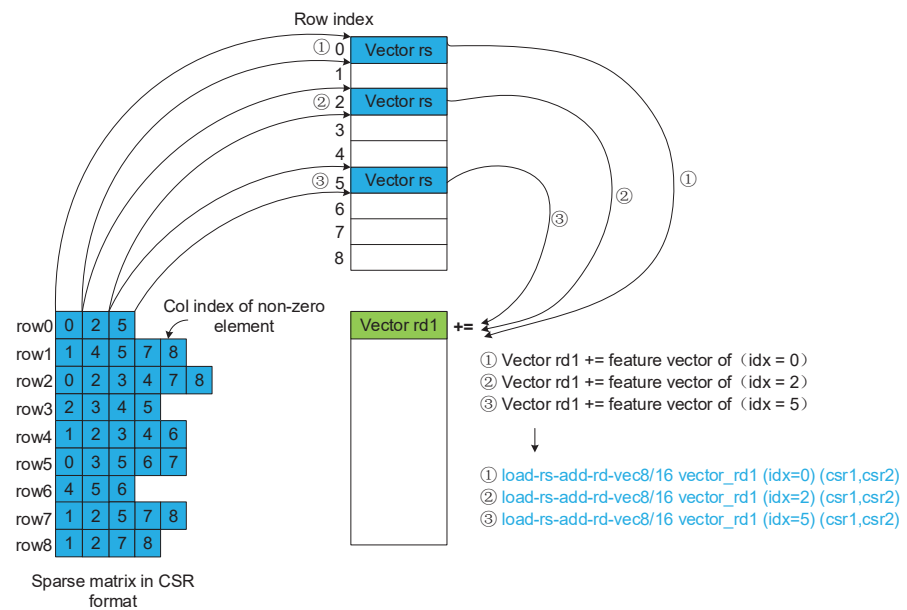 Row index
① 0 Vector rs
1
② 2 Vector rs
3
4
③ 5 Vector rs
6
7
8
①
②
③
Col index of non-zero
element
row0 0 2 5
row1 1 4 5 7 8
row2 0 2 3 4 7 8
row3 2 3 4 5
row4 1 2 3 4 6
row5 0 3 5 6 7
row6 4 5 6
row7 1 2 5 7 8
row8 1 2 7 8
Sparse matrix in CSR
format
Vector rd1 +=
① Vector rd1 += feature vector of（idx = 0）
② Vector rd1 += feature vector of（idx = 2）
③ Vector rd1 += feature vector of（idx = 5）
① load-rs-add-rd-vec8/16 vector_rd1 (idx=0) (csr1,csr2)
② load-rs-add-rd-vec8/16 vector_rd1 (idx=2) (csr1,csr2)
③ load-rs-add-rd-vec8/16 vector_rd1 (idx=5) (csr1,csr2)